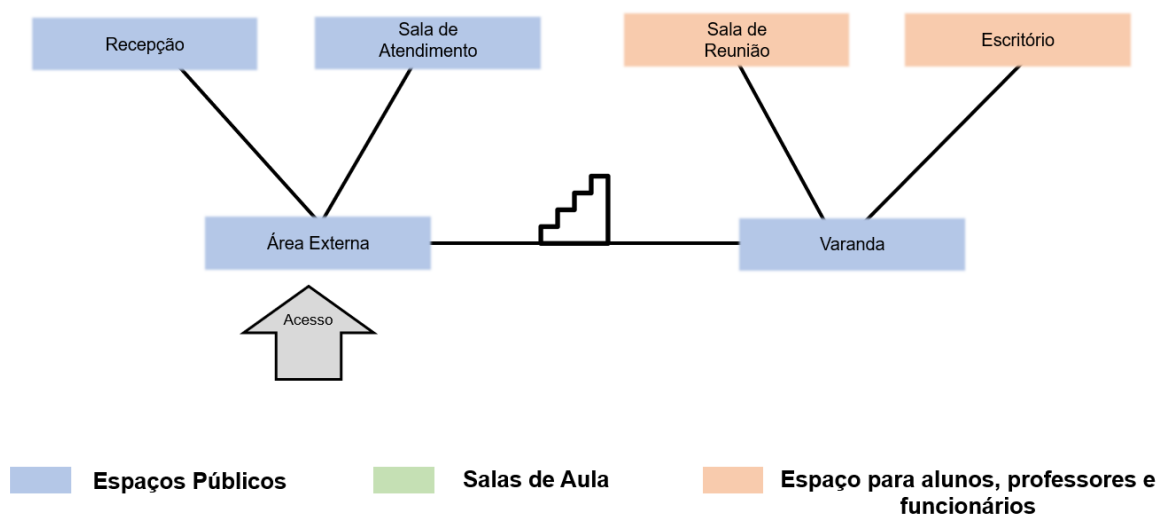 Recepção
Sala de
Atendimento
Sala de
Reunião
Escritório
Área Externa
Varanda
Acesso
Espaços Públicos
Salas de Aula
Espaço para alunos, professores e
funcionários